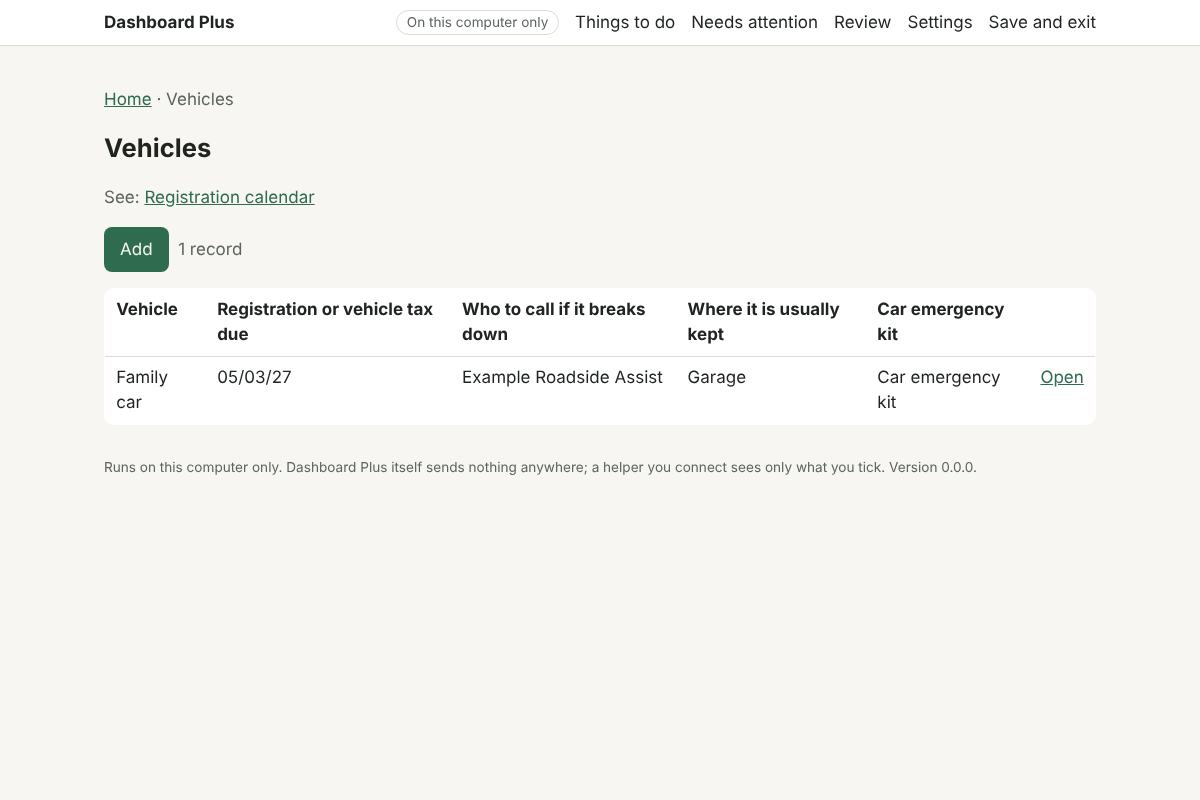 Dashboard Plus
On this computer only
Things to do
Needs attention
Review
Settings
Save and exit
Home · Vehicles
Vehicles
See: Registration calendar
Add
1 record
Vehicle
Registration or vehicle tax
due
Who to call if it breaks
down
Where it is usually
kept
Car emergency
kit
Family
car
05/03/27
Example Roadside Assist
Garage
Car emergency
kit
Open
Runs on this computer only. Dashboard Plus itself sends nothing anywhere; a helper you connect sees only what you tick. Version 0.0.0.